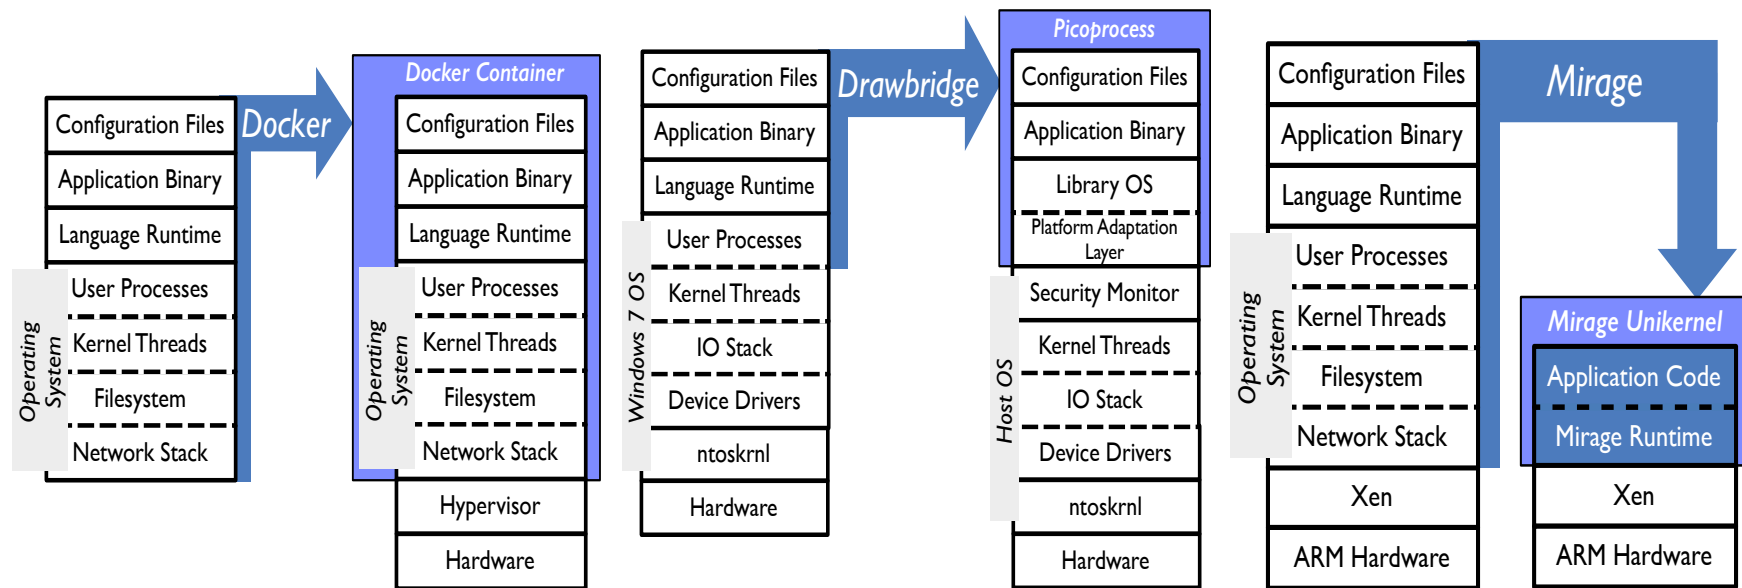 Configuration Files
Application Binary
Language Runtime
Operating
System
User Processes
Kernel Threads
Filesystem
Network Stack
Docker
Docker Container
Configuration Files
Application Binary
Language Runtime
Operating
System
User Processes
Kernel Threads
Filesystem
Network Stack
Hypervisor
Hardware
Configuration Files
Application Binary
Language Runtime
Windows 7 OS
User Processes
Kernel Threads
IO Stack
Device Drivers
ntoskrnl
Hardware
Drawbridge
Picoprocess
Configuration Files
Application Binary
Library OS
Platform Adaptation
Layer
Host OS
Security Monitor
Kernel Threads
IO Stack
Device Drivers
ntoskrnl
Hardware
Configuration Files
Application Binary
Language Runtime
Operating
System
User Processes
Kernel Threads
Filesystem
Network Stack
Xen
ARM Hardware
Mirage
Mirage Unikernel
Application Code
Mirage Runtime
Xen
ARM Hardware